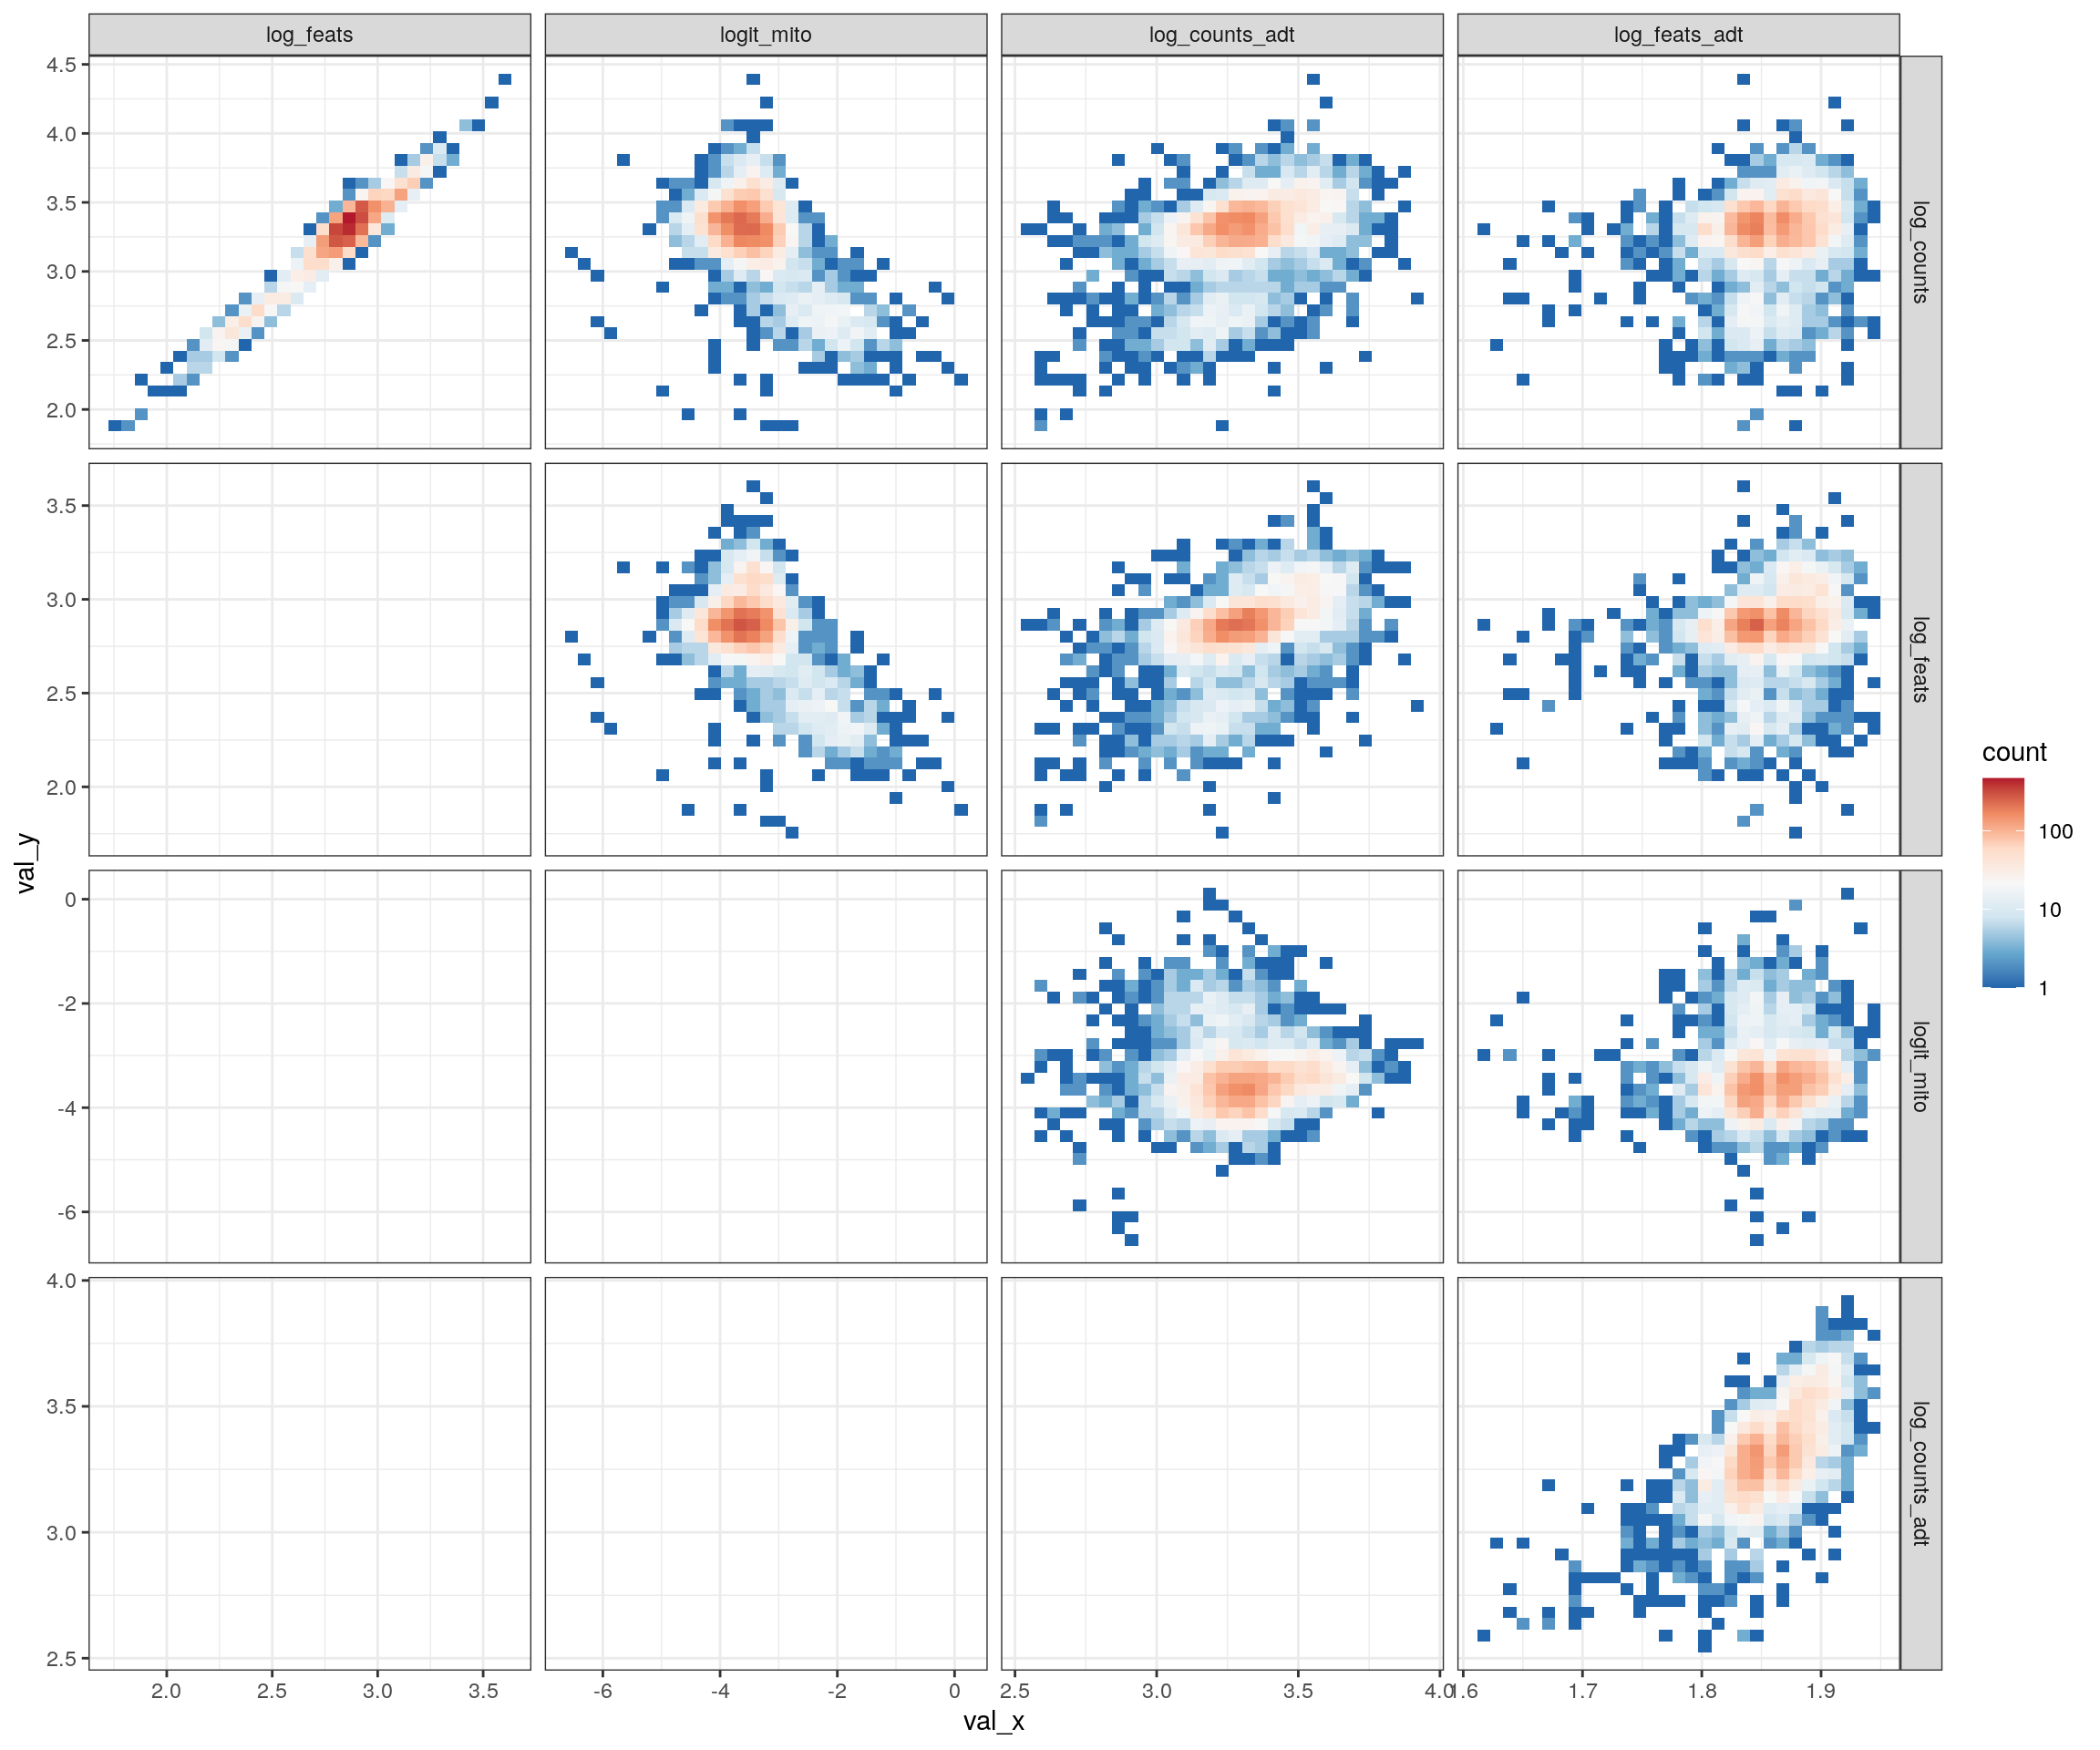 log_feats
logit_mito
log_counts_adt
log_feats_adt
4.5
4.0
3.5
3.0
2.5
2.0
log_counts
3.5
3.0
2.5
2.0
log_feats
0
-2
-4
-6
logit_mito
4.0
3.5
3.0
2.5
log_counts_adt
2.0 2.5 3.0 3.5
-6 -4 -2 0
2.5 3.0 3.5 4.0
1.6 1.7 1.8 1.9
val_x
val_y
count
100
10
1